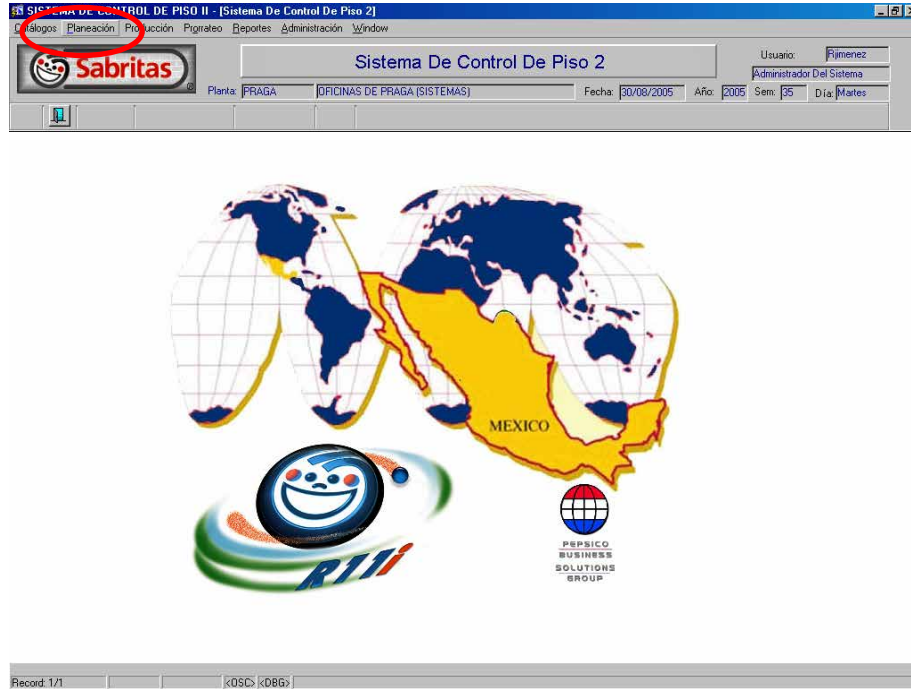 SISTEMA DE CONTROL DE PISO II - [Sistema De Control De Piso 2]
Catálogos Planeación Producción Prorrateo Reportes Administración Window
Sabritas
®
Sistema De Control De Piso 2
Usuario: Rjimenez
Administrador Del Sistema
Planta: PRAGA OFICINAS DE PRAGA (SISTEMAS) Fecha: 30/08/2005 Año: 2005 Sem: 35 Día: Martes
MEXICO
R11i
PEPSICO
BUSINESS
SOLUTIONS
GROUP
Record: 1/1 <OSC> <DBG>